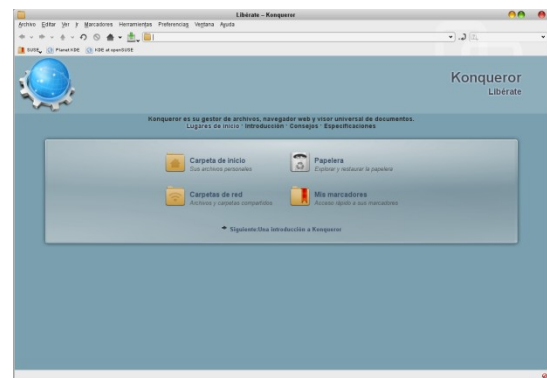 Libérate – Konqueror
Archivo Editar Ver Ir Marcadores Herramientas Preferencias Ventana Ayuda
SUSE Planet KDE KDE at openSUSE
Konqueror
Libérate
Konqueror es su gestor de archivos, navegador web y visor universal de documentos.
Lugares de inicio · Introducción · Consejos · Especificaciones
Carpeta de inicio
Sus archivos personales
Papelera
Explorar y restaurar la papelera
Carpetas de red
Archivos y carpetas compartidos
Mis marcadores
Acceso rápido a sus marcadores
Siguiente:Una Introducción a Konqueror